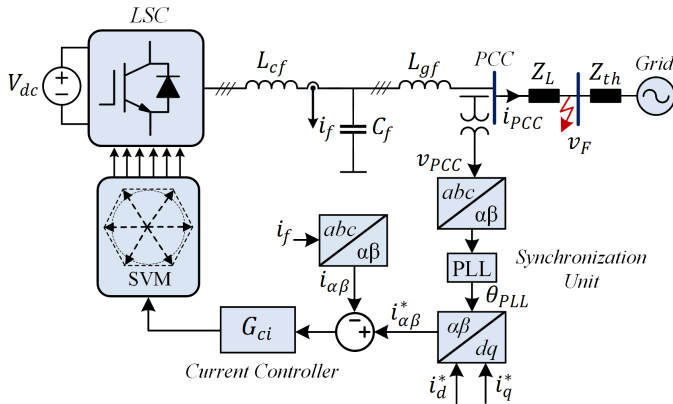 LSC
V_dc
L_cf
L_gf
PCC
Z_L
Z_th
Grid
i_f
C_f
i_PCC
v_F
v_PCC
abc
αβ
SVM
i_f
abc
αβ
i_αβ
PLL
Synchronization
Unit
θ_PLL
G_ci
−
+
i*_αβ
αβ
dq
Current Controller
i*_d
i*_q